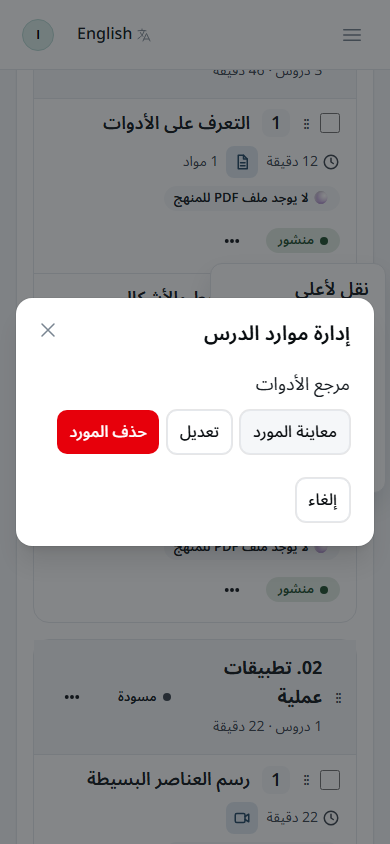 English
I
3 دروس · 40 دقيقة
1 التعرف على الأدوات
12 دقيقة
1 مواد
لا يوجد ملف PDF للمنهج
منشور
نقل لأعلى
إدارة موارد الدرس
مرجع الأدوات
معاينة المورد
تعديل
حذف المورد
إلغاء
لا يوجد ملف PDF للمنهج
منشور
02. تطبيقات
عملية
مسودة
1 دروس · 22 دقيقة
1 رسم العناصر البسيطة
22 دقيقة